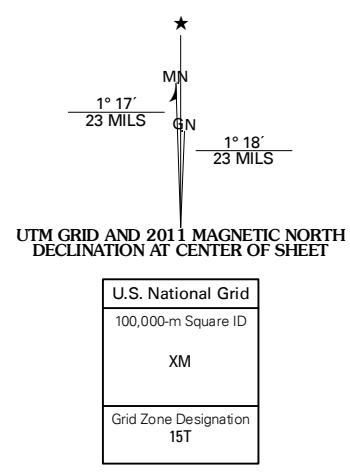 ★
MN
1° 17´
23 MILS
GN
1° 18´
23 MILS
UTM GRID AND 2011 MAGNETIC NORTH
DECLINATION AT CENTER OF SHEET
U.S. National Grid
100,000-m Square ID
XM
Grid Zone Designation
15T